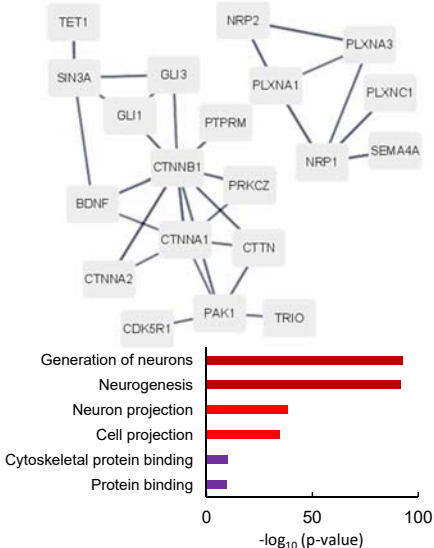 TET1
NRP2
PLXNA3
SIN3A
GLI3
PLXNA1
PLXNC1
GLI1
PTPRM
CTNNB1
NRP1
SEMA4A
PRKCZ
BDNF
CTNNA1
CTTN
CTNNA2
PAK1
TRIO
CDK5R1
Generation of neurons
Neurogenesis
Neuron projection
Cell projection
Cytoskeletal protein binding
Protein binding
0 50 100
-log10 (p-value)